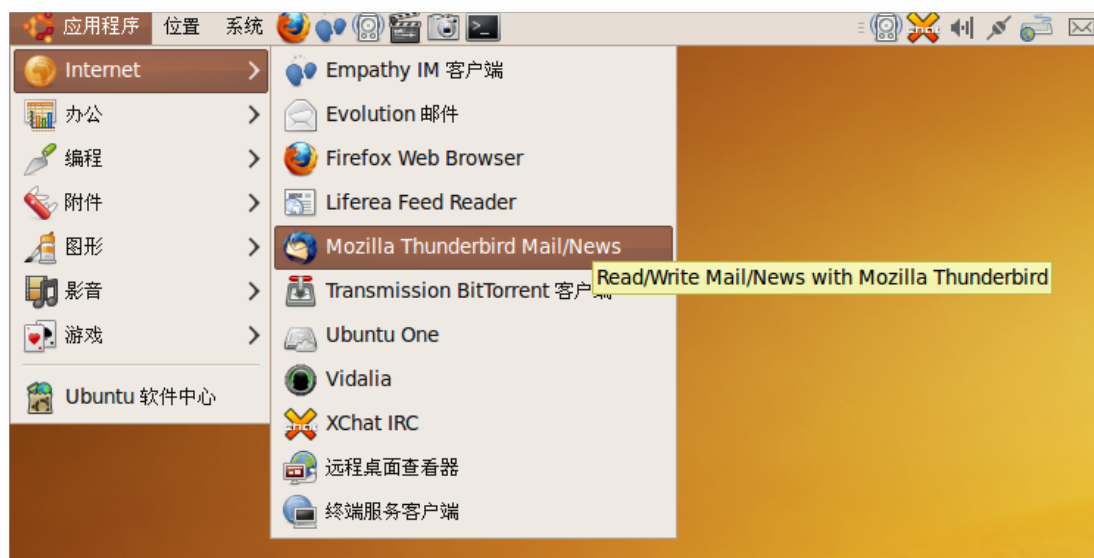 应用程序 位置 系统
Internet
办公
编程
附件
图形
影音
游戏
Ubuntu 软件中心
Empathy IM 客户端
Evolution 邮件
Firefox Web Browser
Liferea Feed Reader
Mozilla Thunderbird Mail/News
Read/Write Mail/News with Mozilla Thunderbird
Transmission BitTorrent 客户端
Ubuntu One
Vidalia
XChat IRC
远程桌面查看器
终端服务客户端